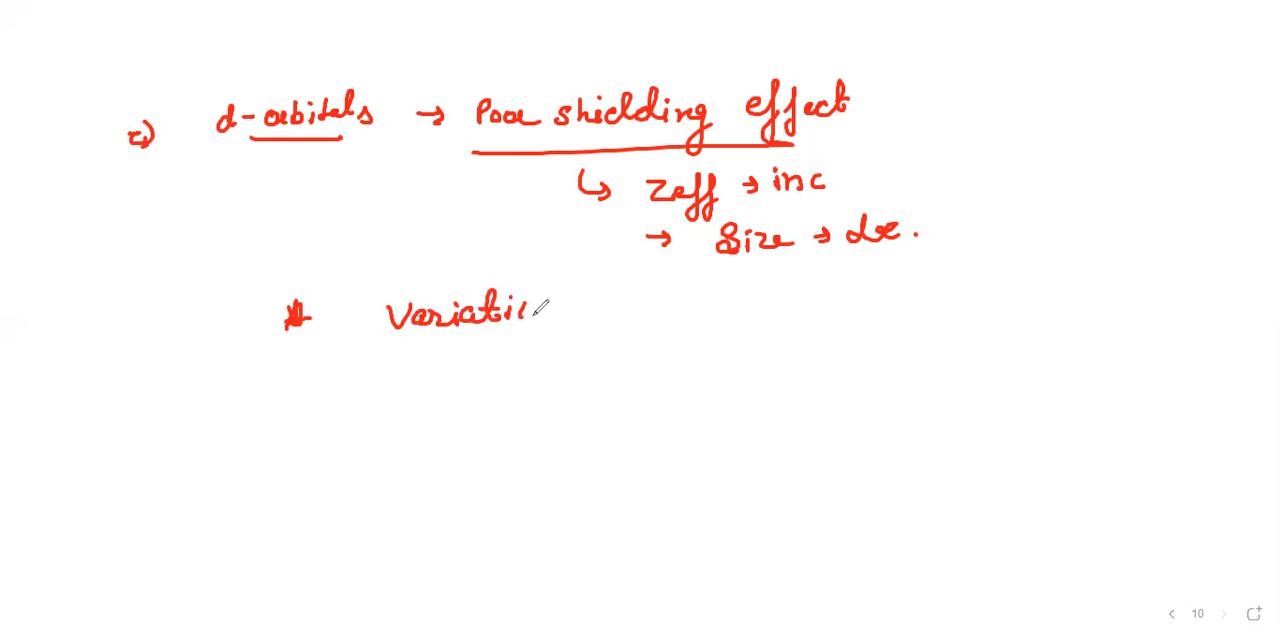 c) d-orbitals → Poor shielding effect
↳ Zeff → inc
→ Size → dec.
* Variati
10